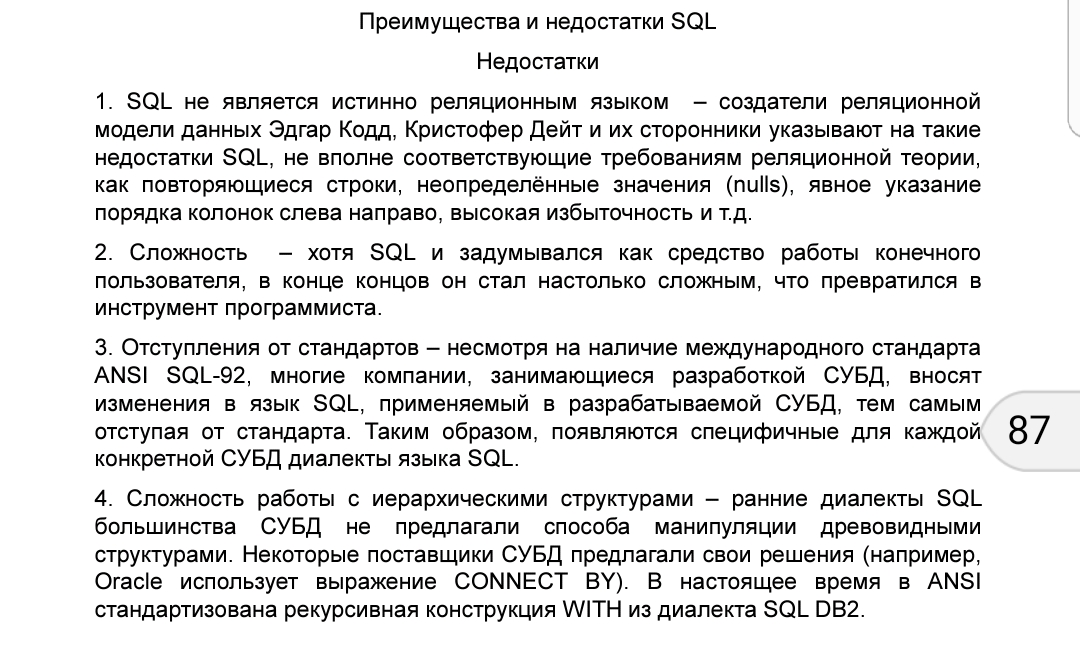 Преимущества и недостатки SQL
Недостатки
1. SQL не является истинно реляционным языком – создатели реляционной
модели данных Эдгар Кодд, Кристофер Дейт и их сторонники указывают на такие
недостатки SQL, не вполне соответствующие требованиям реляционной теории,
как повторяющиеся строки, неопределённые значения (nulls), явное указание
порядка колонок слева направо, высокая избыточность и т.д.
2. Сложность – хотя SQL и задумывался как средство работы конечного
пользователя, в конце концов он стал настолько сложным, что превратился в
инструмент программиста.
3. Отступления от стандартов – несмотря на наличие международного стандарта
ANSI SQL-92, многие компании, занимающиеся разработкой СУБД, вносят
изменения в язык SQL, применяемый в разрабатываемой СУБД, тем самым
отступая от стандарта. Таким образом, появляются специфичные для каждой
конкретной СУБД диалекты языка SQL.
87
4. Сложность работы с иерархическими структурами – ранние диалекты SQL
большинства СУБД не предлагали способа манипуляции древовидными
структурами. Некоторые поставщики СУБД предлагали свои решения (например,
Oracle использует выражение CONNECT BY). В настоящее время в ANSI
стандартизована рекурсивная конструкция WITH из диалекта SQL DB2.